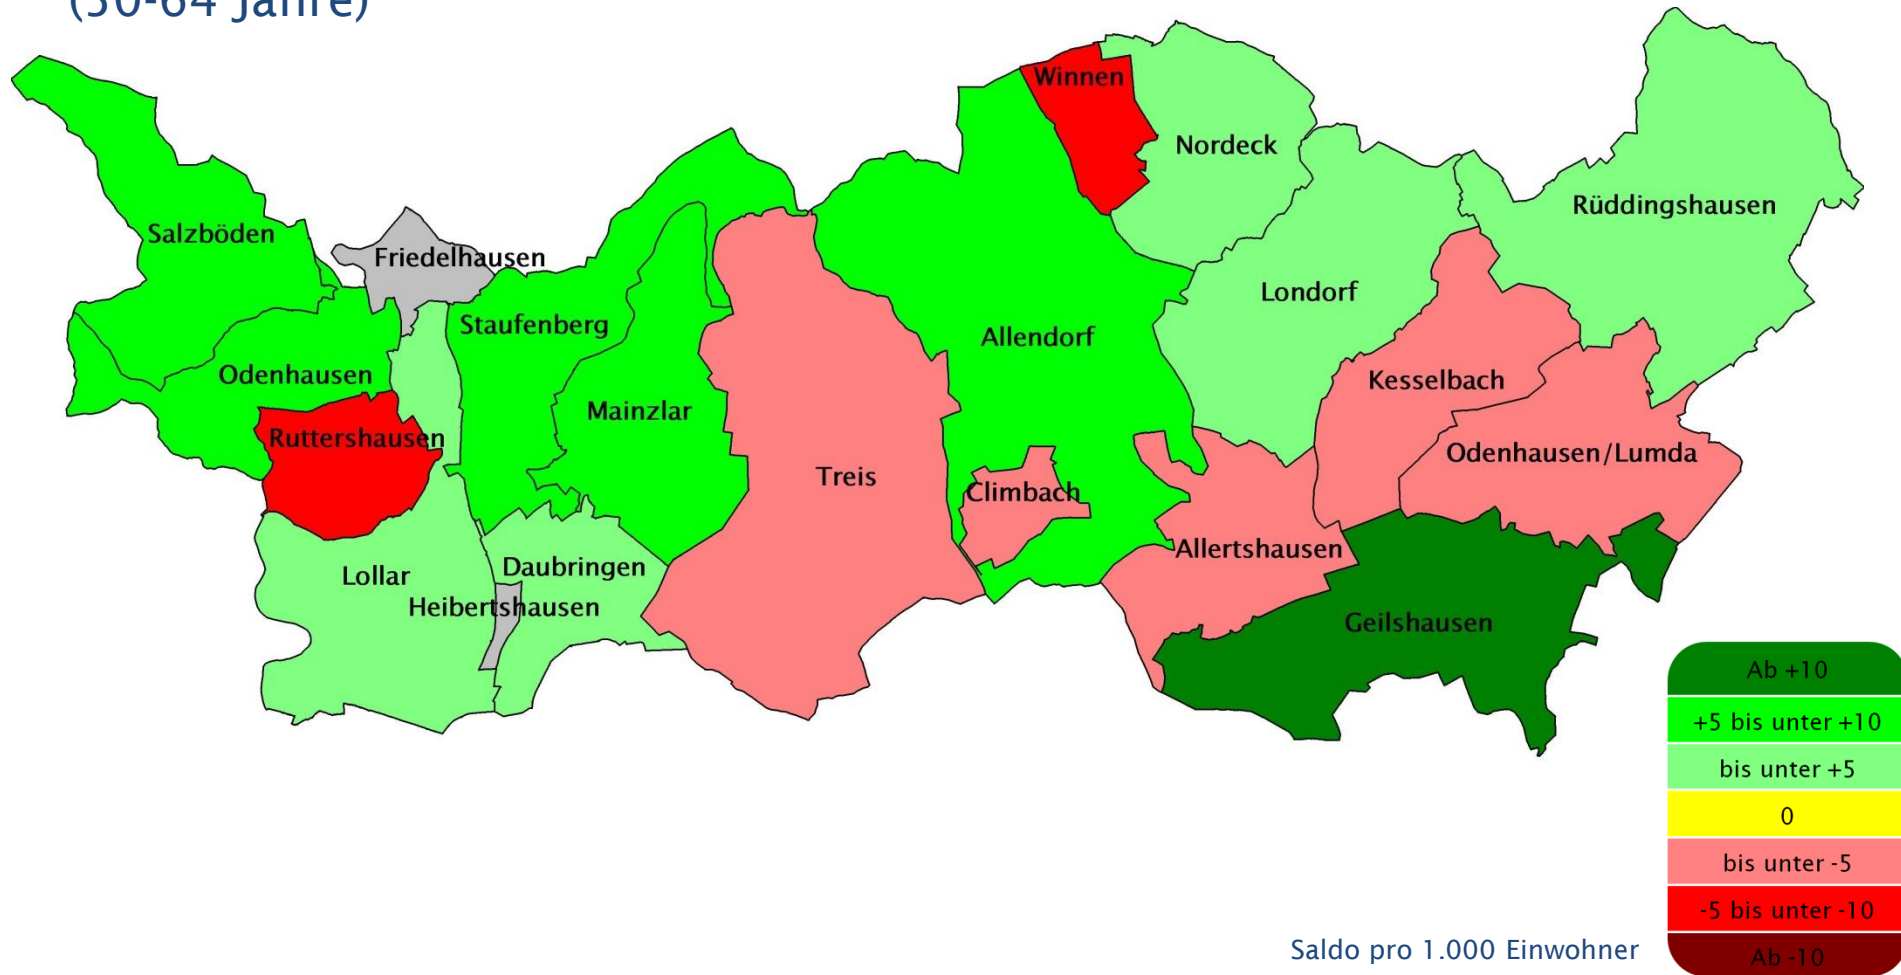 (50-64 Jahre)
Winnen
Nordeck
Rüddingshausen
Salzböden
Friedelhausen
Londorf
Staufenberg
Allendorf
Odenhausen
Kesselbach
Mainzlar
Ruttershausen
Odenhausen/Lumda
Treis
Climbach
Allertshausen
Daubringen
Lollar
Heibertshausen
Geilshausen
Ab +10
+5 bis unter +10
bis unter +5
0
bis unter -5
-5 bis unter -10
Saldo pro 1.000 Einwohner
Ab -10